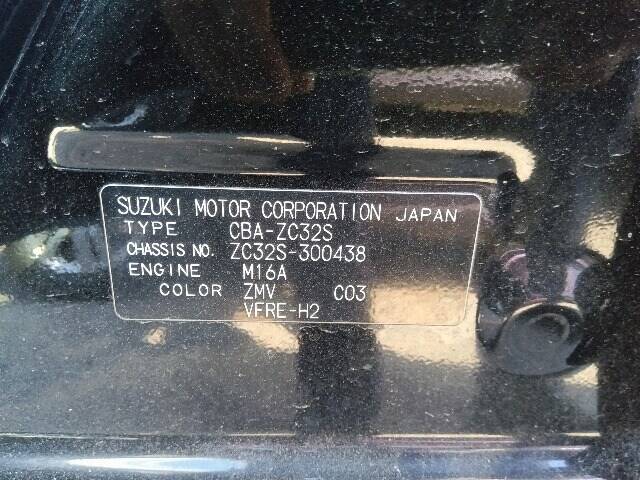 SUZUKI MOTOR CORPORATION JAPAN
TYPE CBA-ZC32S
CHASSIS NO. ZC32S-300438
ENGINE M16A
COLOR ZMV C03
VFRE-H2